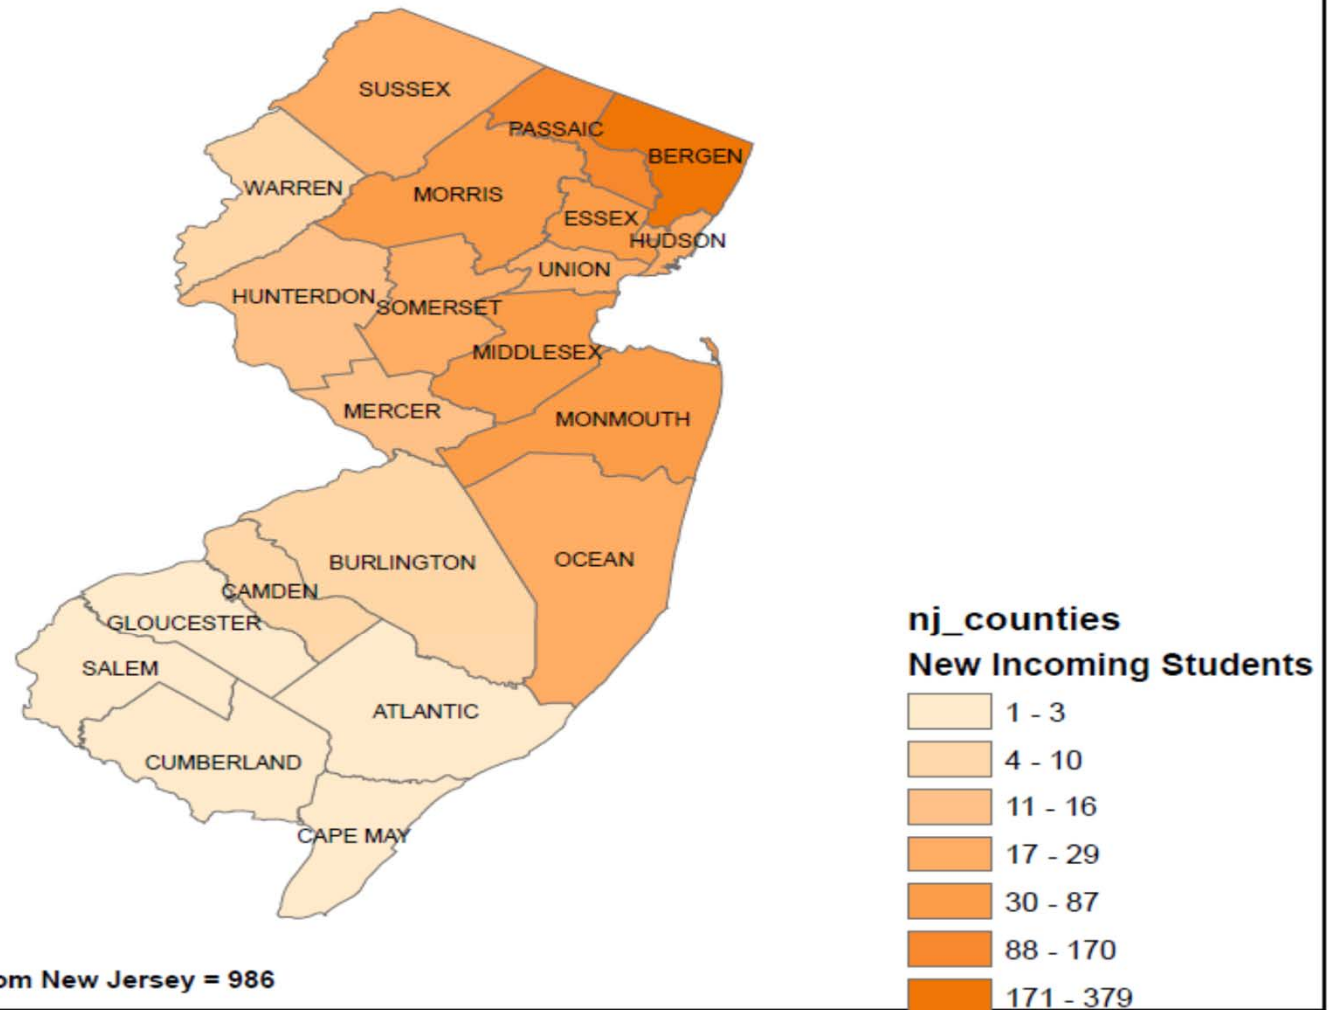 SUSSEX
PASSAIC
BERGEN
WARREN
MORRIS
ESSEX
HUDSON
UNION
HUNTERDON
SOMERSET
MIDDLESEX
MERCER
MONMOUTH
BURLINGTON
OCEAN
CAMDEN
GLOUCESTER
SALEM
ATLANTIC
CUMBERLAND
CAPE MAY
nj_counties
New Incoming Students
1 - 3
4 - 10
11 - 16
17 - 29
30 - 87
88 - 170
171 - 379
om New Jersey = 986